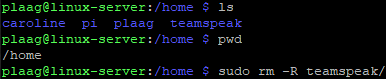 plaag@linux-server:/home $ ls
caroline pi plaag teamspeak
plaag@linux-server:/home $ pwd
/home
plaag@linux-server:/home $ sudo rm -R teamspeak/